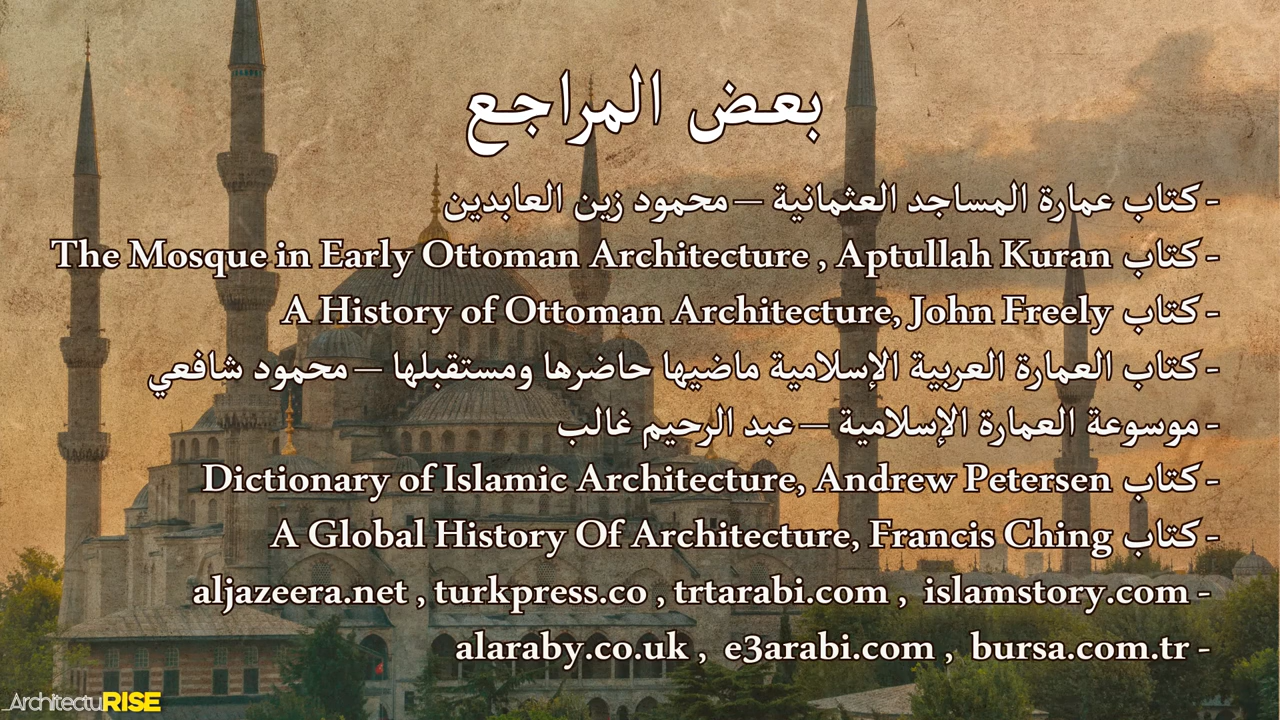 بعض المراجع
- كتاب عمارة المساجد العثمانية – محمود زين العابدين
- كتاب The Mosque in Early Ottoman Architecture , Aptullah Kuran
- كتاب A History of Ottoman Architecture, John Freely
- كتاب العمارة العربية الإسلامية ماضيها حاضرها ومستقبلها – محمود شافعي
- موسوعة العمارة الإسلامية – عبد الرحيم غالب
- كتاب Dictionary of Islamic Architecture, Andrew Petersen
- كتاب A Global History Of Architecture, Francis Ching
aljazeera.net , turkpress.co , trtarabi.com , islamstory.com -
alaraby.co.uk , e3arabi.com , bursa.com.tr -
_ArchitectuRISE